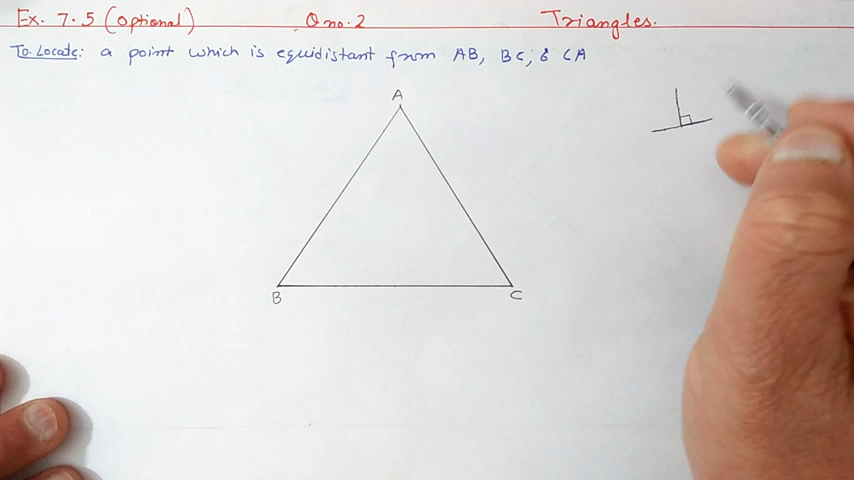 Ex. 7.5 (Optional) Q no. 2 Triangles.
To Locate: a point which is equidistant from AB, BC, & CA
A
B C